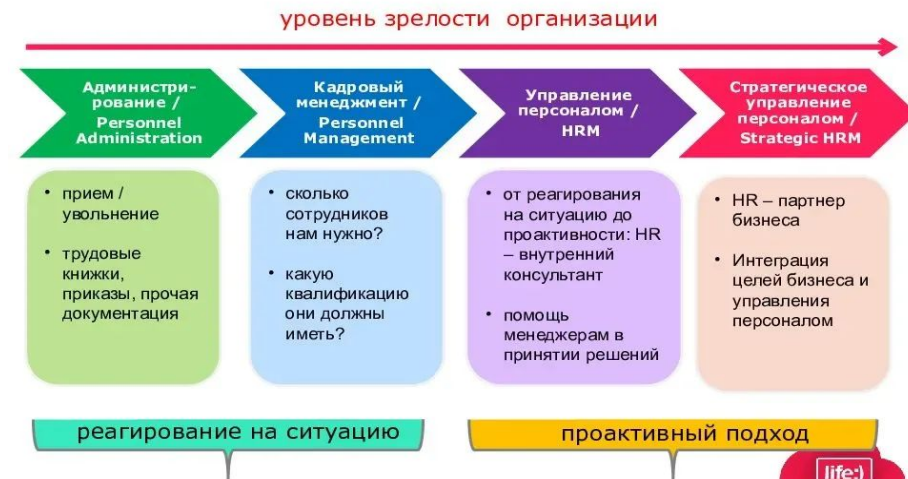 уровень зрелости организации
Администри-
рование /
Personnel
Administration
Кадровый
менеджмент /
Personnel
Management
Управление
персоналом /
HRM
Стратегическое
управление
персоналом /
Strategic HRM
• прием /
увольнение
• трудовые
книжки,
приказы, прочая
документация
• сколько
сотрудников
нам нужно?
• какую
квалификацию
они должны
иметь?
• от реагирования
на ситуацию до
проактивности: HR
– внутренний
консультант
• помощь
менеджерам в
принятии решений
• HR – партнер
бизнеса
• Интеграция
целей бизнеса и
управления
персоналом
реагирование на ситуацию
проактивный подход
life:)